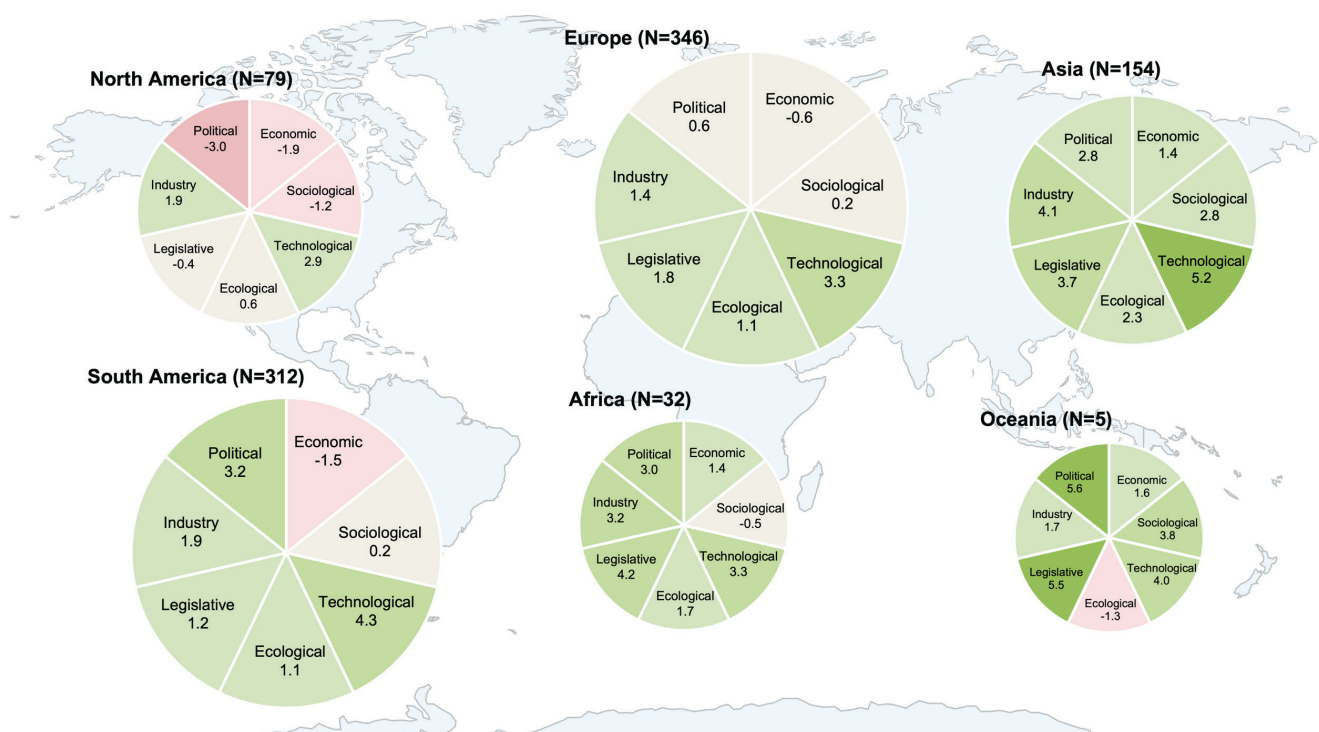 North America (N=79)
Political
-3.0
Economic
-1.9
Sociological
-1.2
Technological
2.9
Ecological
0.6
Legislative
-0.4
Industry
1.9
Europe (N=346)
Political
0.6
Economic
-0.6
Sociological
0.2
Technological
3.3
Ecological
1.1
Legislative
1.8
Industry
1.4
Asia (N=154)
Political
2.8
Economic
1.4
Sociological
2.8
Technological
5.2
Ecological
2.3
Legislative
3.7
Industry
4.1
South America (N=312)
Political
3.2
Economic
-1.5
Sociological
0.2
Technological
4.3
Ecological
1.1
Legislative
1.2
Industry
1.9
Africa (N=32)
Political
3.0
Economic
1.4
Sociological
-0.5
Technological
3.3
Ecological
1.7
Legislative
4.2
Industry
3.2
Oceania (N=5)
Political
5.6
Economic
1.6
Sociological
3.8
Technological
4.0
Ecological
-1.3
Legislative
5.5
Industry
1.7